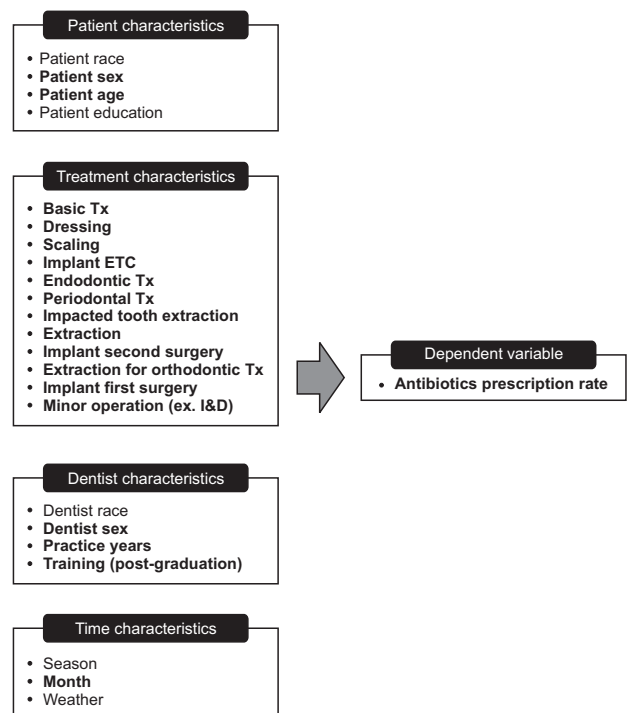 Patient characteristics
• Patient race
• Patient sex
• Patient age
• Patient education
Treatment characteristics
• Basic Tx
• Dressing
• Scaling
• Implant ETC
• Endodontic Tx
• Periodontal Tx
• Impacted tooth extraction
• Extraction
• Implant second surgery
• Extraction for orthodontic Tx
• Implant first surgery
• Minor operation (ex. I&D)
Dependent variable
• Antibiotics prescription rate
Dentist characteristics
• Dentist race
• Dentist sex
• Practice years
• Training (post-graduation)
Time characteristics
• Season
• Month
• Weather